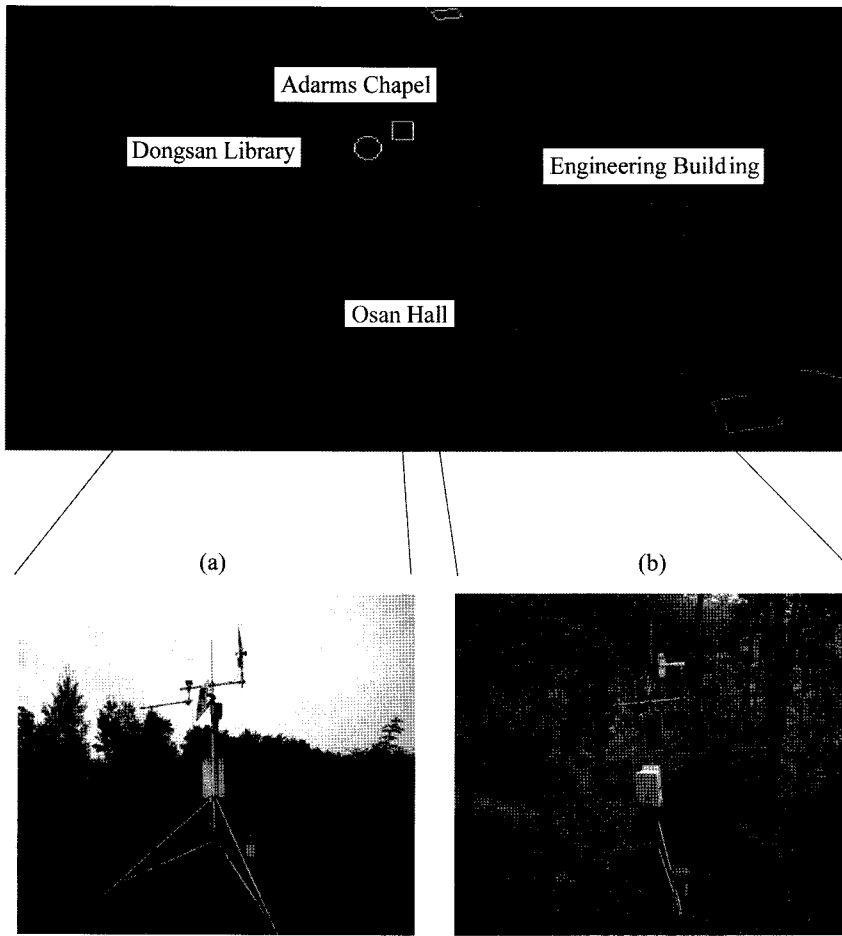 Adarms Chapel
Dongsan Library
Engineering Building
Osan Hall
(a)
(b)